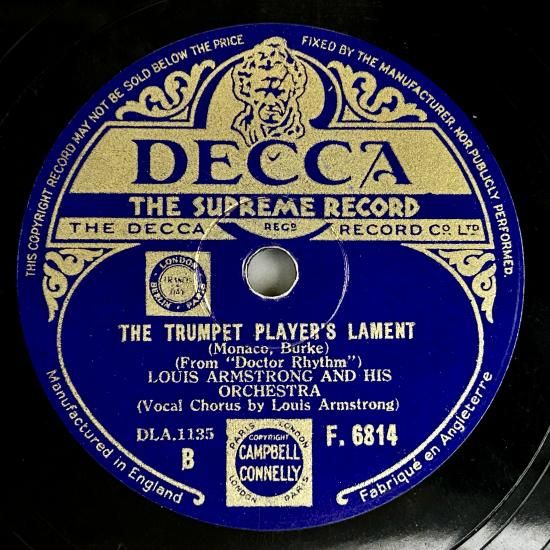 THIS COPYRIGHT RECORD MAY NOT BE SOLD BELOW THE PRICE FIXED BY THE MANUFACTURER, NOR PUBLICLY PERFORMED.
DECCA
THE SUPREME RECORD
THE DECCA REGD RECORD CO LTD
LONDON
BERLIN PARIS
THE TRUMPET PLAYER'S LAMENT
(Monaco, Burke)
(From "Doctor Rhythm")
LOUIS ARMSTRONG AND HIS
ORCHESTRA
(Vocal Chorus by Louis Armstrong)
DLA.1135
B
PARIS LONDON
COPYRIGHT
CAMPBELL
CONNELLY
LONDON PARIS
F. 6814
Manufactured in England
Fabriqué en Angleterre